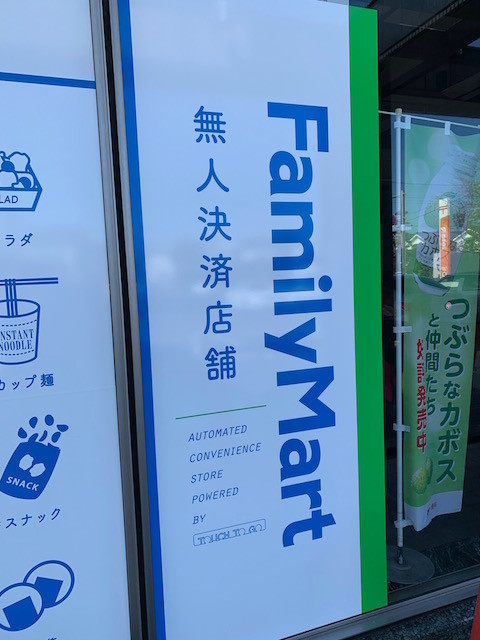 FamilyMart
無人決済店舗
AUTOMATED
CONVENIENCE
STORE
POWERED
BY
LAD
ラダ
INSTANT
NOODLE
カップ麺
SNACK
スナック
つぶらなカボス
と仲間たち
好評発売中